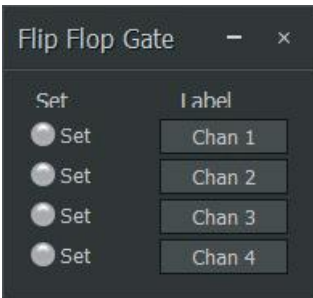 Flip Flop Gate
Set Label
Set Chan 1
Set Chan 2
Set Chan 3
Set Chan 4